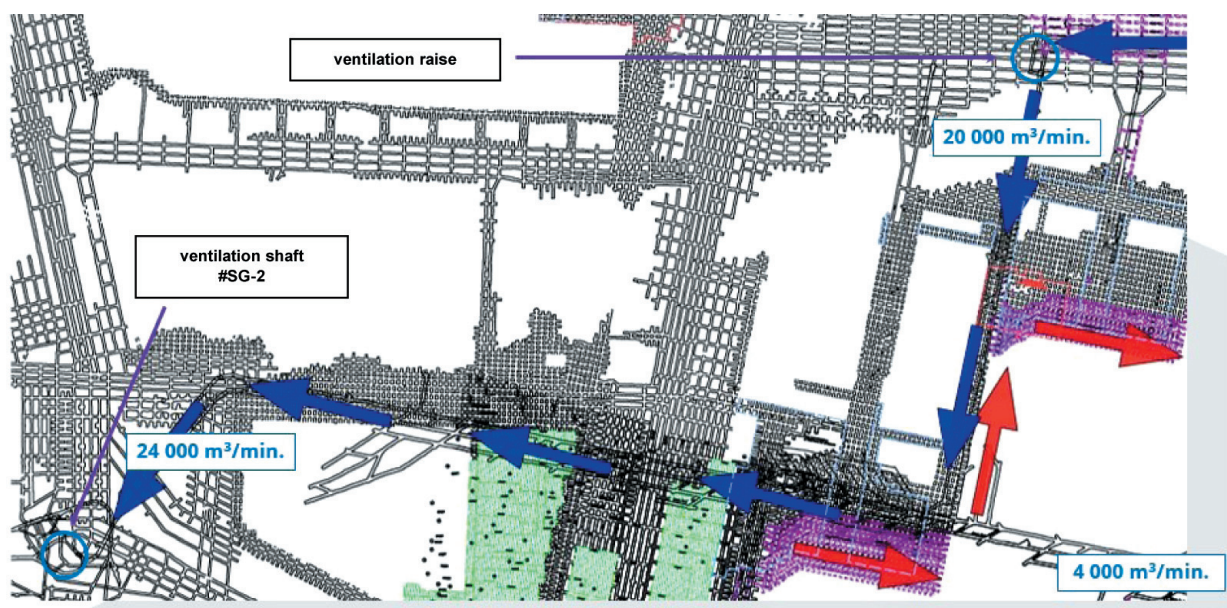 ventilation raise
20 000 m³/min.
ventilation shaft
#SG-2
24 000 m³/min.
4 000 m³/min.